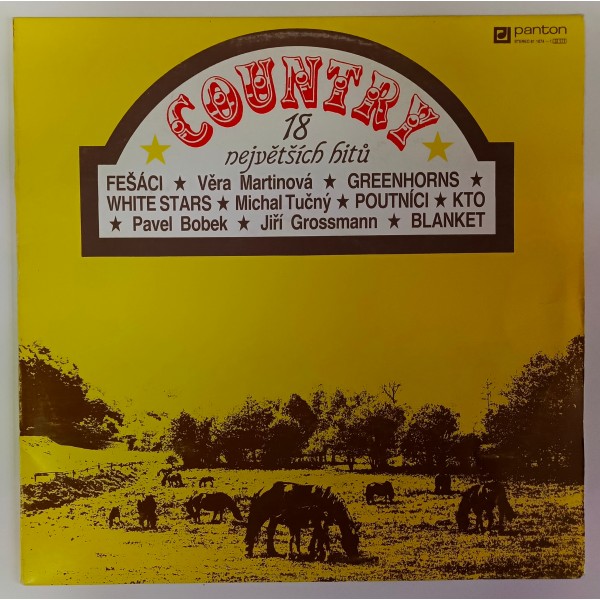 panton
COUNTRY
18
největších hitů
FEŠÁCI ★ Věra Martinová ★ GREENHORNS ★
WHITE STARS ★ Michal Tučný ★ POUTNÍCI ★ KTO
★ Pavel Bobek ★ Jiří Grossmann ★ BLANKET